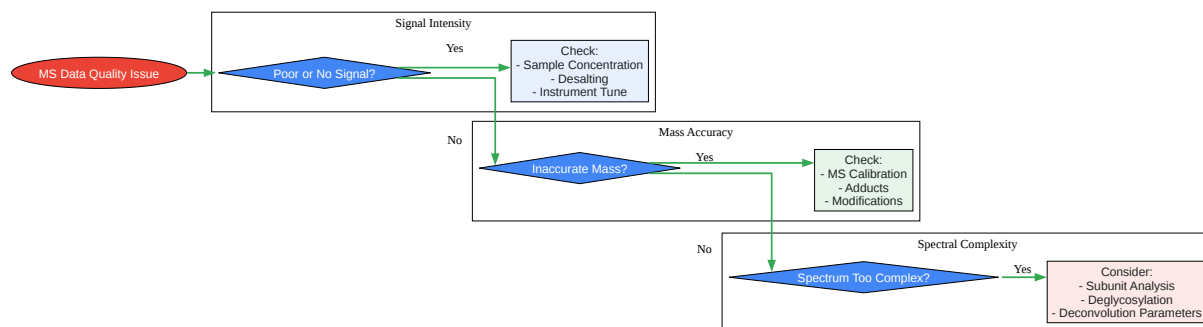 Signal Intensity
MS Data Quality Issue
Poor or No Signal?
Yes
Check:
- Sample Concentration
- Desalting
- Instrument Tune
No
Mass Accuracy
Inaccurate Mass?
Yes
Check:
- MS Calibration
- Adducts
- Modifications
No
Spectral Complexity
Spectrum Too Complex?
Yes
Consider:
- Subunit Analysis
- Deglycosylation
- Deconvolution Parameters